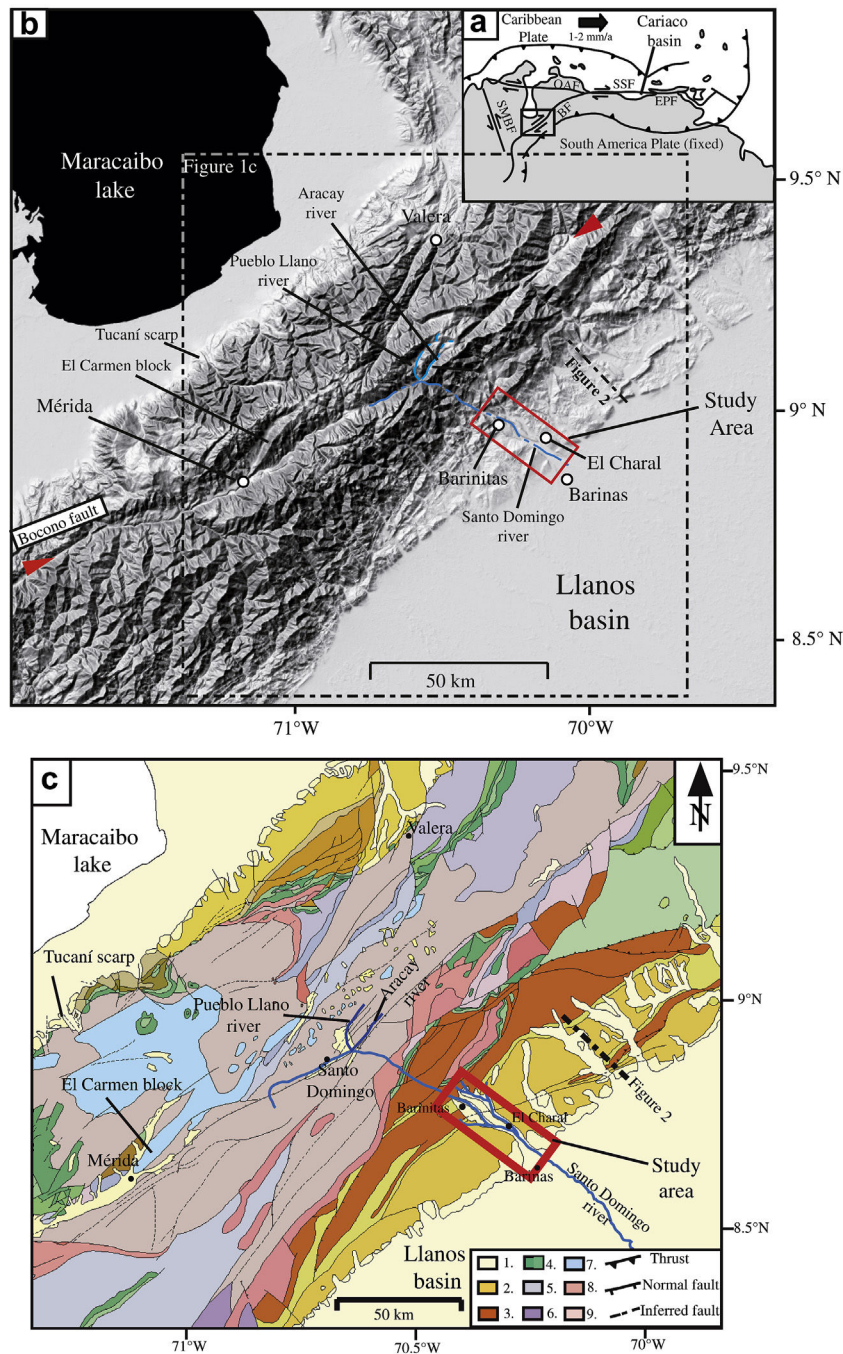 b
a
Caribbean
Plate
1-2 mm/a
Cariaco
basin
OAF
SSF
EPF
BF
SMBF
South America Plate (fixed)
Maracaibo
lake
Figure 1c
Aracay
river
Valera
Pueblo Llano
river
Tucaní scarp
El Carmen block
Mérida
Bocono fault
Figure 2
Study
Area
El Charal
Barinitas
Barinas
Santo Domingo
river
Llanos
basin
50 km
9.5° N
9° N
8.5° N
71°W
70°W
c
N
Maracaibo
lake
Valera
Tucaní scarp
Pueblo Llano
river
Aracay
river
Santo
Domingo
El Carmen block
Mérida
Barinitas
El Charal
Barinas
Figure 2
Study
area
Santo Domingo
river
Llanos
basin
50 km
1.
2.
3.
4.
5.
6.
7.
8.
9.
Thrust
Normal fault
Inferred fault
9.5°N
9°N
8.5°N
71°W
70.5°W
70°W